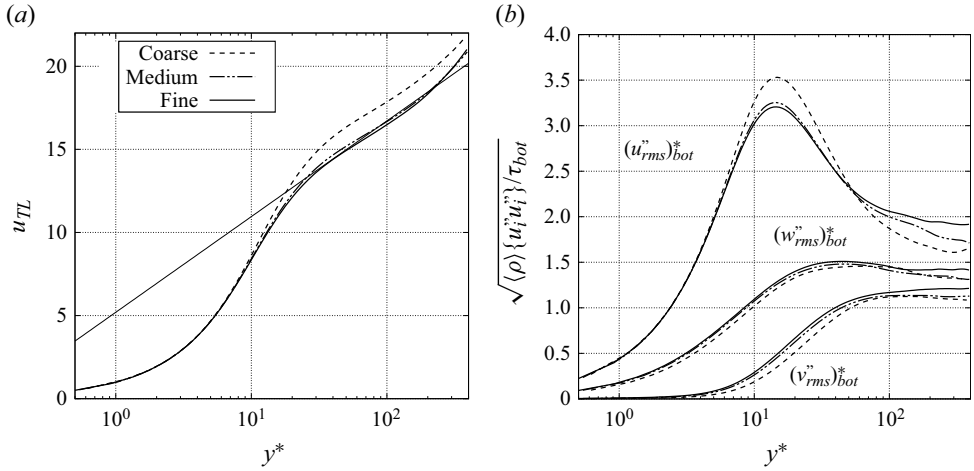 (a)
20
15
10
5
0
u_TL
Coarse
Medium
Fine
10^0
10^1
10^2
y*
(b)
4.0
3.5
3.0
2.5
2.0
1.5
1.0
0.5
0
√⟨ρ⟩{u_i”u_i”}/τ_bot
(u”_rms)*_bot
(w”_rms)*_bot
(v”_rms)*_bot
10^0
10^1
10^2
y*